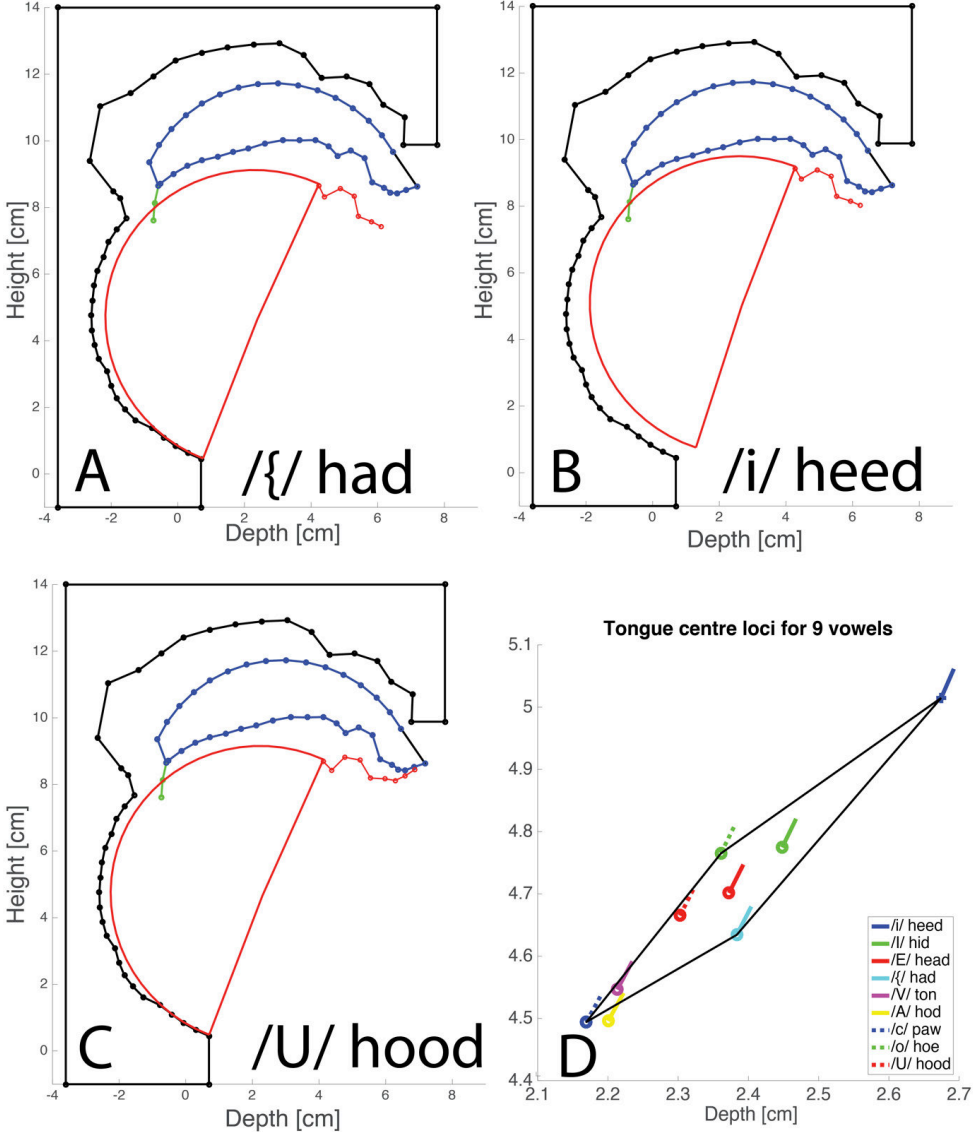 14
12
10
8
6
4
2
0
Height [cm]
-4 -2 0 2 4 6 8
Depth [cm]
A
/{/ had
14
12
10
8
6
4
2
0
Height [cm]
-4 -2 0 2 4 6 8
Depth [cm]
B
/i/ heed
14
12
10
8
6
4
2
0
Height [cm]
-4 -2 0 2 4 6 8
Depth [cm]
C
/U/ hood
Tongue centre loci for 9 vowels
5.1
5
4.9
4.8
4.7
4.6
4.5
4.4
2.1 2.2 2.3 2.4 2.5 2.6 2.7
Depth [cm]
D
/i/ heed
/I/ hid
/E/ head
/{/ had
/V/ ton
/A/ hod
/c/ paw
/o/ hoe
/U/ hood